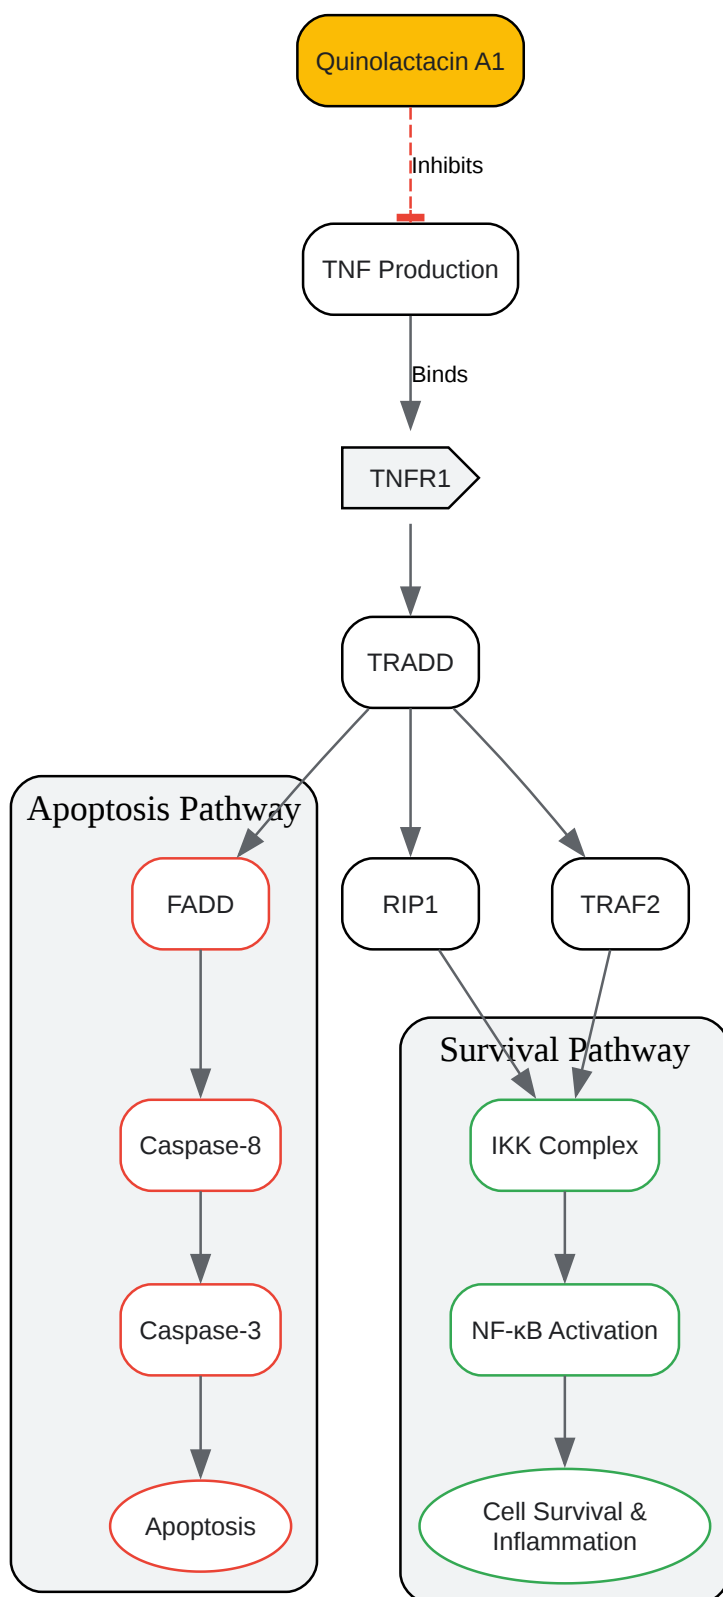 Quinolactacin A1
Inhibits
TNF Production
Binds
TNFR1
TRADD
Apoptosis Pathway
FADD
RIP1
TRAF2
Survival Pathway
Caspase-8
IKK Complex
Caspase-3
NF-κB Activation
Apoptosis
Cell Survival &
Inflammation